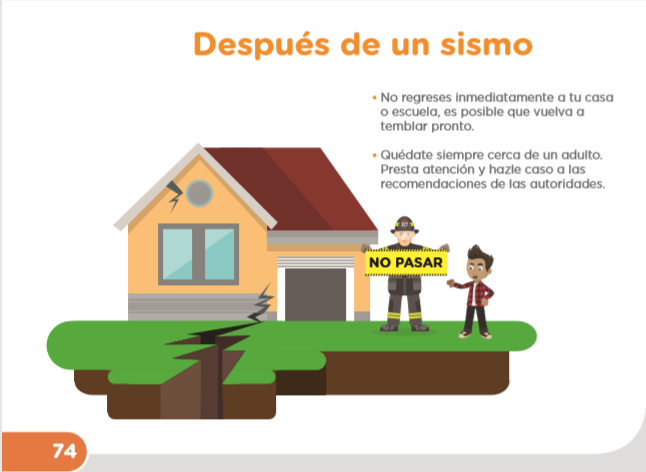 Después de un sismo
• No regreses inmediatamente a tu casa
o escuela, es posible que vuelva a
temblar pronto.
• Quédate siempre cerca de un adulto.
Presta atención y hazle caso a las
recomendaciones de las autoridades.
NO PASAR
74